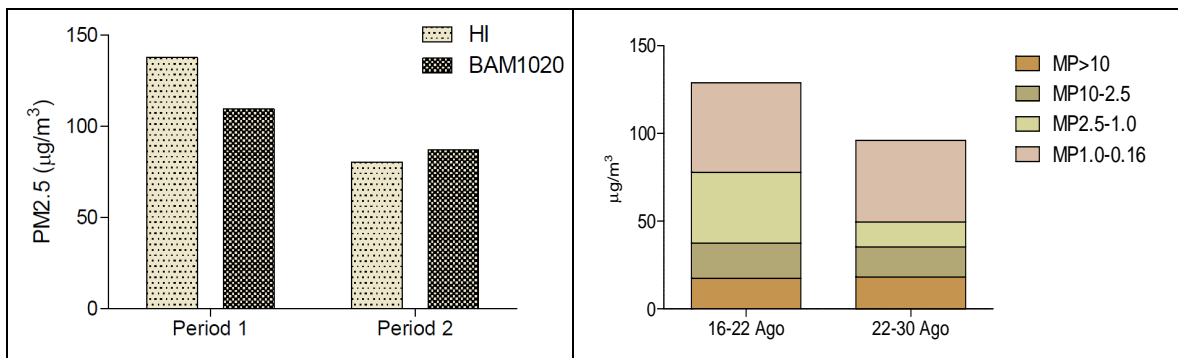 150
100
50
0
PM2.5 (µg/m³)
HI
BAM1020
Period 1
Period 2
150
100
50
0
µg/m³
MP>10
MP10-2.5
MP2.5-1.0
MP1.0-0.16
16-22 Ago
22-30 Ago